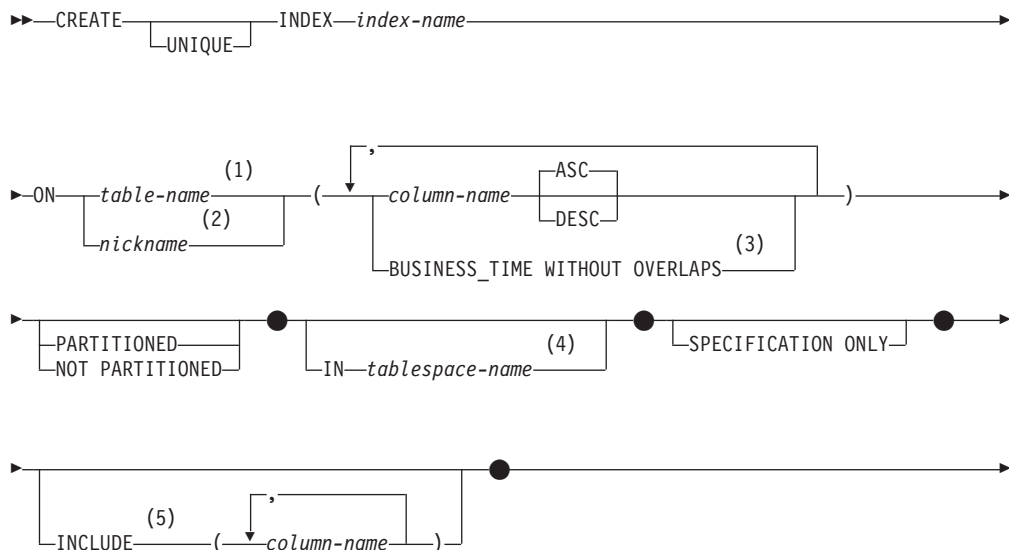 CREATE INDEX index-name
UNIQUE
,
(1) ASC
ON table-name ( column-name )
(2) DESC
nickname (3)
BUSINESS_TIME WITHOUT OVERLAPS
PARTITIONED (4) SPECIFICATION ONLY
NOT PARTITIONED IN tablespace-name
,
(5)
INCLUDE ( column-name )